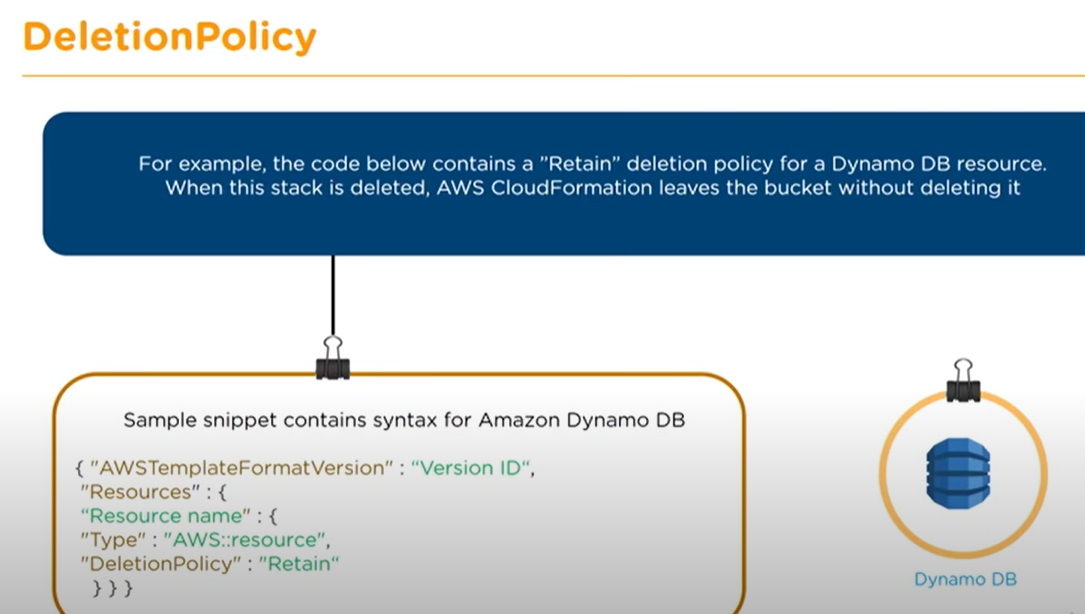 DeletionPolicy
For example, the code below contains a ”Retain” deletion policy for a Dynamo DB resource.
When this stack is deleted, AWS CloudFormation leaves the bucket without deleting it
Sample snippet contains syntax for Amazon Dynamo DB
{ "AWSTemplateFormatVersion" : “Version ID“,
"Resources" : {
“Resource name" : {
"Type" : "AWS::resource",
"DeletionPolicy" : "Retain“
} } }
Dynamo DB